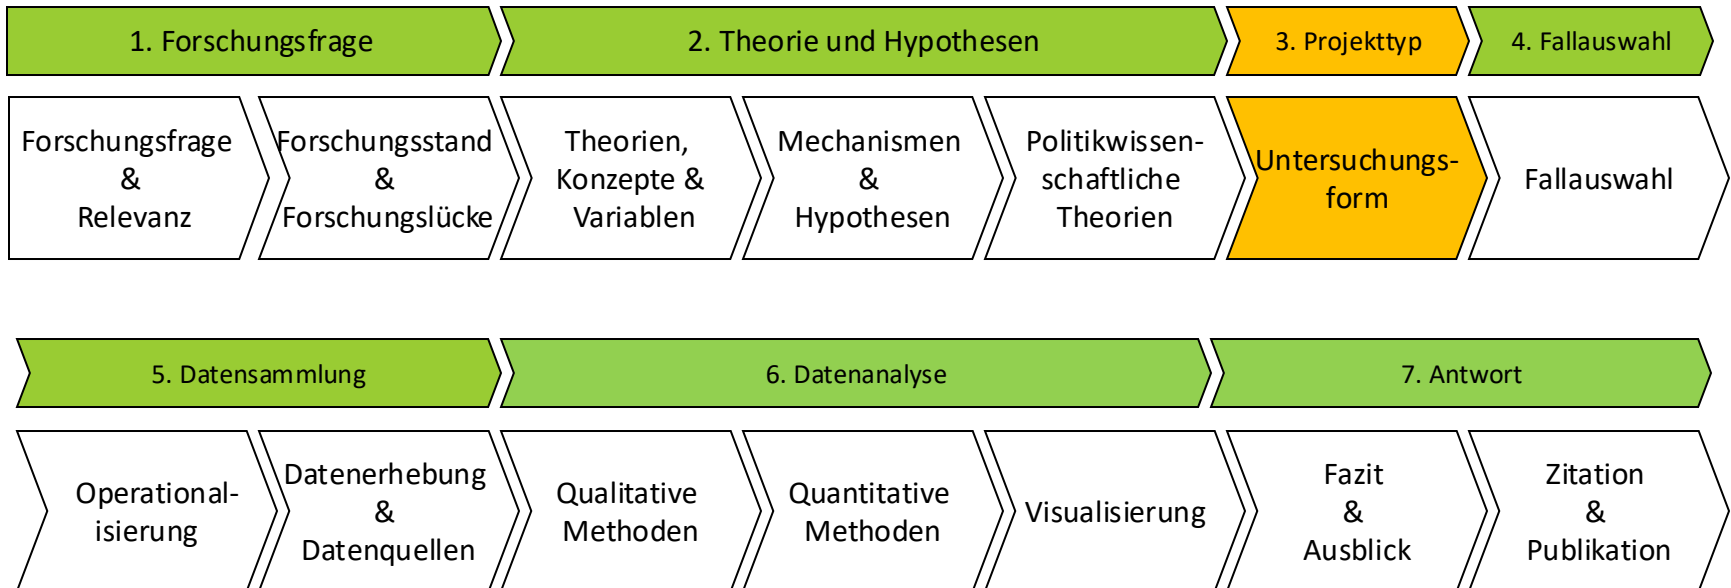 1. Forschungsfrage
2. Theorie und Hypothesen
3. Projekttyp
4. Fallauswahl
Forschungsfrage
&
Relevanz
Forschungsstand
&
Forschungslücke
Theorien,
Konzepte &
Variablen
Mechanismen
&
Hypothesen
Politikwissen-
schaftliche
Theorien
Untersuchungs-
form
Fallauswahl
5. Datensammlung
6. Datenanalyse
7. Antwort
Operational-
isierung
Datenerhebung
&
Datenquellen
Qualitative
Methoden
Quantitative
Methoden
Visualisierung
Fazit
&
Ausblick
Zitation
&
Publikation